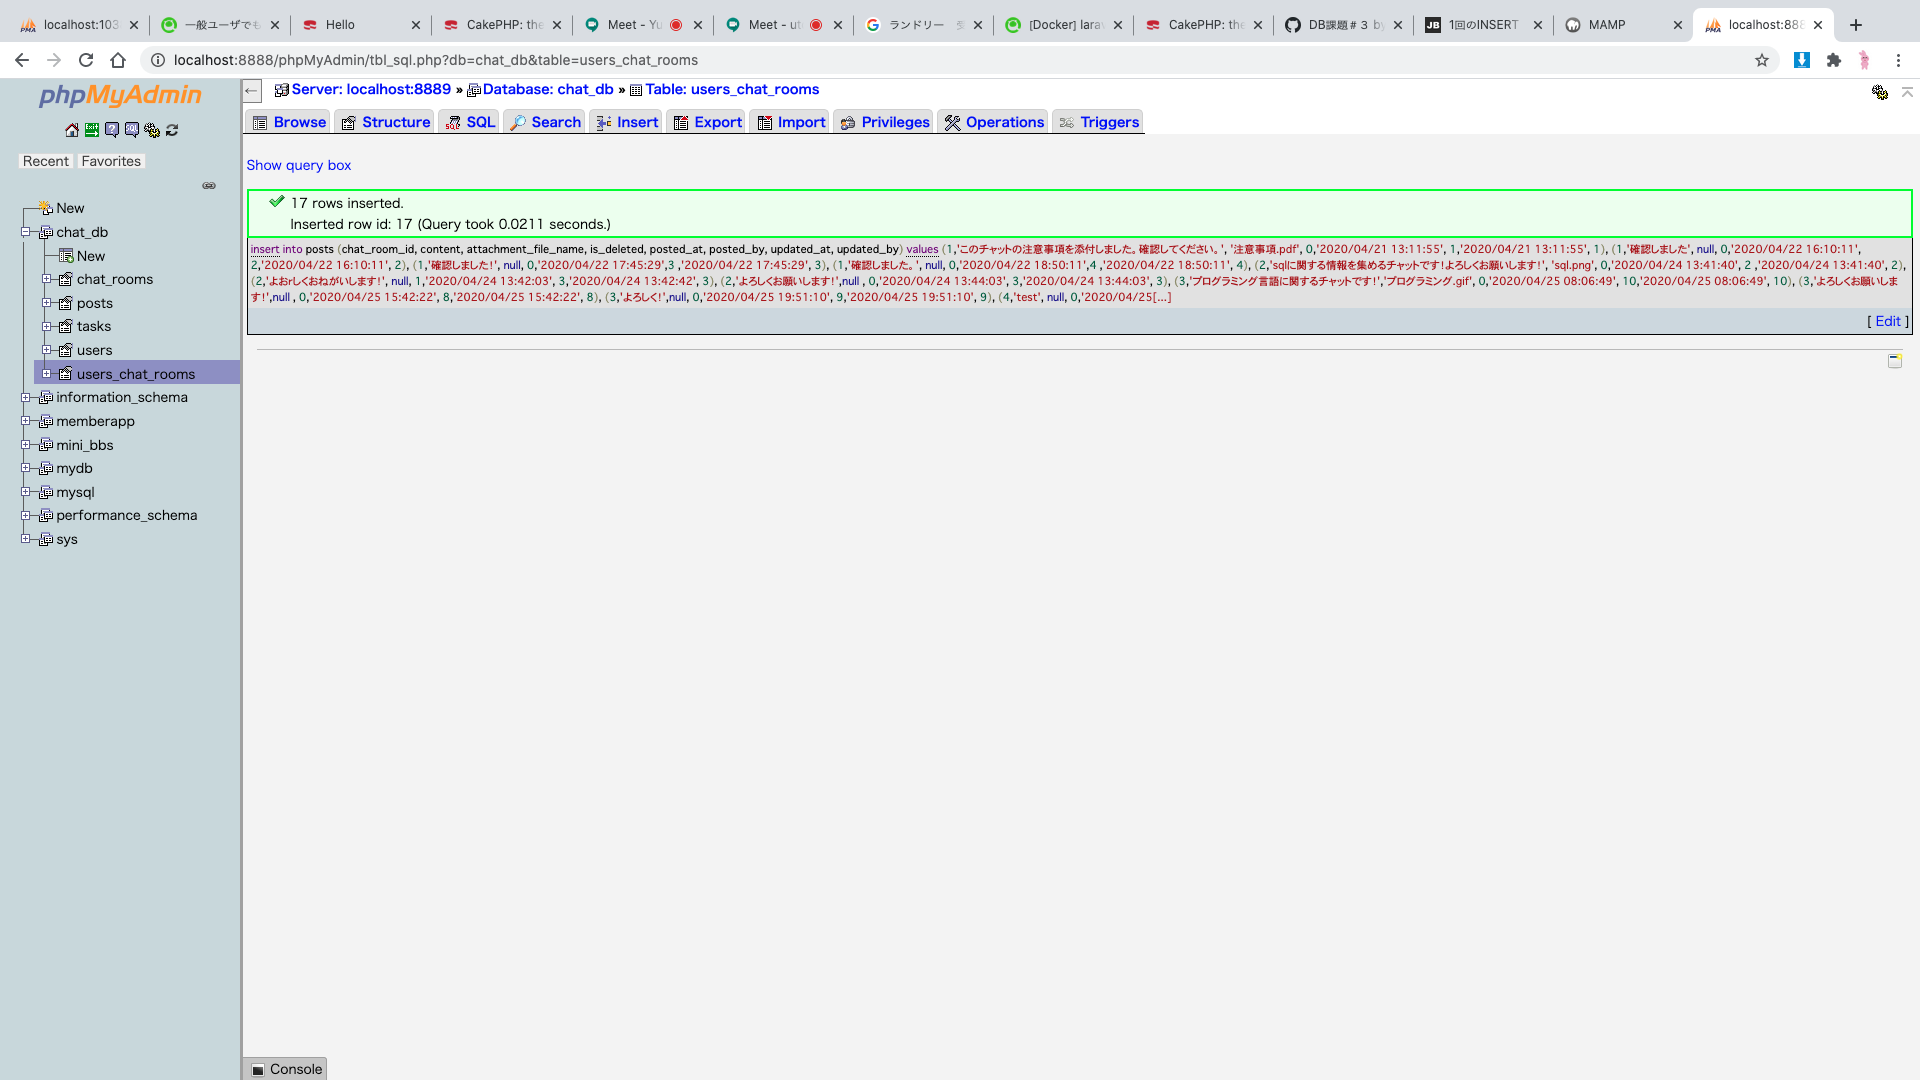 localhost:103
一般ユーザでも
Hello
CakePHP: the
Meet - Yu
Meet - ut
ランドリー 受
[Docker] larav
CakePHP: the
DB課題＃３ by
1回のINSERT
MAMP
localhost:888
localhost:8888/phpMyAdmin/tbl_sql.php?db=chat_db&table=users_chat_rooms
phpMyAdmin
Recent Favorites
New
chat_db
New
chat_rooms
posts
tasks
users
users_chat_rooms
information_schema
memberapp
mini_bbs
mydb
mysql
performance_schema
sys
Server: localhost:8889 » Database: chat_db » Table: users_chat_rooms
Browse Structure SQL Search Insert Export Import Privileges Operations Triggers
Show query box
17 rows inserted.
Inserted row id: 17 (Query took 0.0211 seconds.)
insert into posts (chat_room_id, content, attachment_file_name, is_deleted, posted_at, posted_by, updated_at, updated_by) values (1,'このチャットの注意事項を添付しました。確認してください。', '注意事項.pdf', 0,'2020/04/21 13:11:55', 1,'2020/04/21 13:11:55', 1), (1,'確認しました', null, 0,'2020/04/22 16:10:11',
2,'2020/04/22 16:10:11', 2), (1,'確認しました!', null, 0,'2020/04/22 17:45:29',3 ,'2020/04/22 17:45:29', 3), (1,'確認しました。', null, 0,'2020/04/22 18:50:11',4 ,'2020/04/22 18:50:11', 4), (2,'sqlに関する情報を集めるチャットです!よろしくお願いします!', 'sql.png', 0,'2020/04/24 13:41:40', 2 ,'2020/04/24 13:41:40', 2),
(2,'よおrしくおねがいします!', null, 1,'2020/04/24 13:42:03', 3,'2020/04/24 13:42:42', 3), (2,'よろしくお願いします!',null , 0,'2020/04/24 13:44:03', 3,'2020/04/24 13:44:03', 3), (3,'プログラミング言語に関するチャットです!','プログラミング.gif', 0,'2020/04/25 08:06:49', 10,'2020/04/25 08:06:49', 10), (3,'よろしくお願いしま
す!',null , 0,'2020/04/25 15:42:22', 8,'2020/04/25 15:42:22', 8), (3,'よろしく!',null, 0,'2020/04/25 19:51:10', 9,'2020/04/25 19:51:10', 9), (4,'test', null, 0,'2020/04/25[...]
[ Edit ]
Console